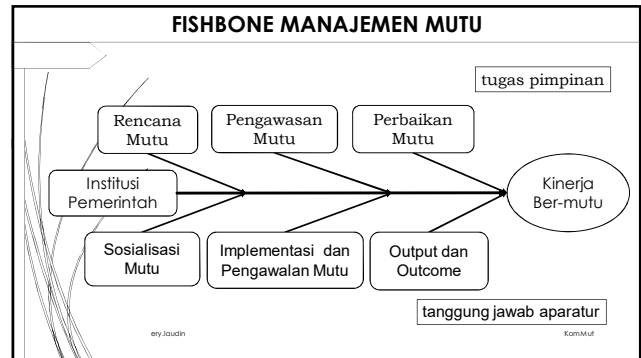 FISHBONE MANAJEMEN MUTU
tugas pimpinan
Rencana
Mutu
Pengawasan
Mutu
Perbaikan
Mutu
Institusi
Pemerintah
Kinerja
Ber-mutu
Sosialisasi
Mutu
Implementasi dan
Pengawalan Mutu
Output dan
Outcome
tanggung jawab aparatur
ery.laudin
KomMut